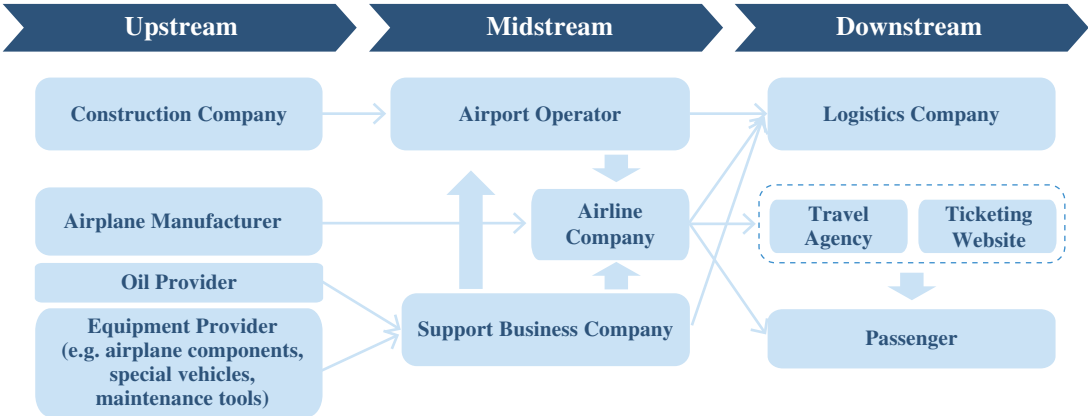 Upstream
Midstream
Downstream
Construction Company
Airport Operator
Logistics Company
Airplane Manufacturer
Airline
Company
Travel
Agency
Ticketing
Website
Oil Provider
Equipment Provider
(e.g. airplane components,
special vehicles,
maintenance tools)
Support Business Company
Passenger